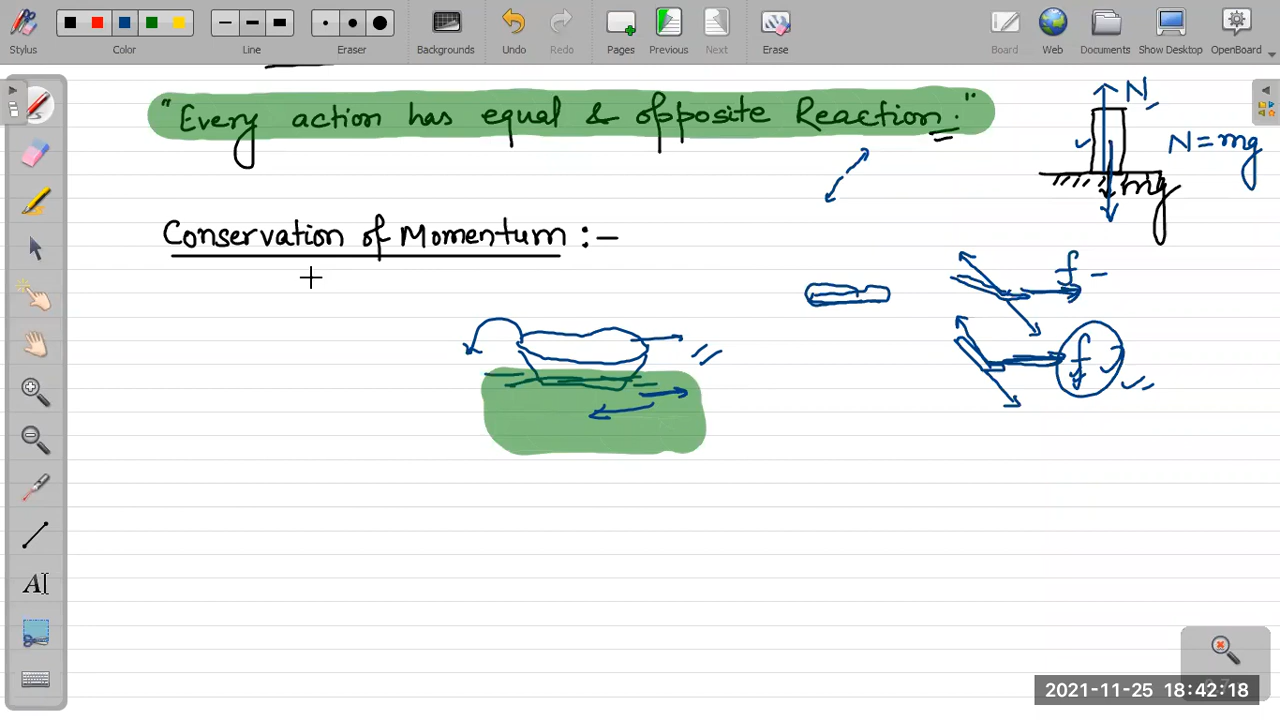 Stylus
Color
Line
Eraser
Backgrounds
Undo
Redo
Pages
Previous
Next
Erase
Board
Web
Documents
Show Desktop
OpenBoard
"Every action has equal & opposite Reaction."
N
N = mg
mg
Conservation of Momentum :-
f
f
AI
2021-11-25 18:42:18